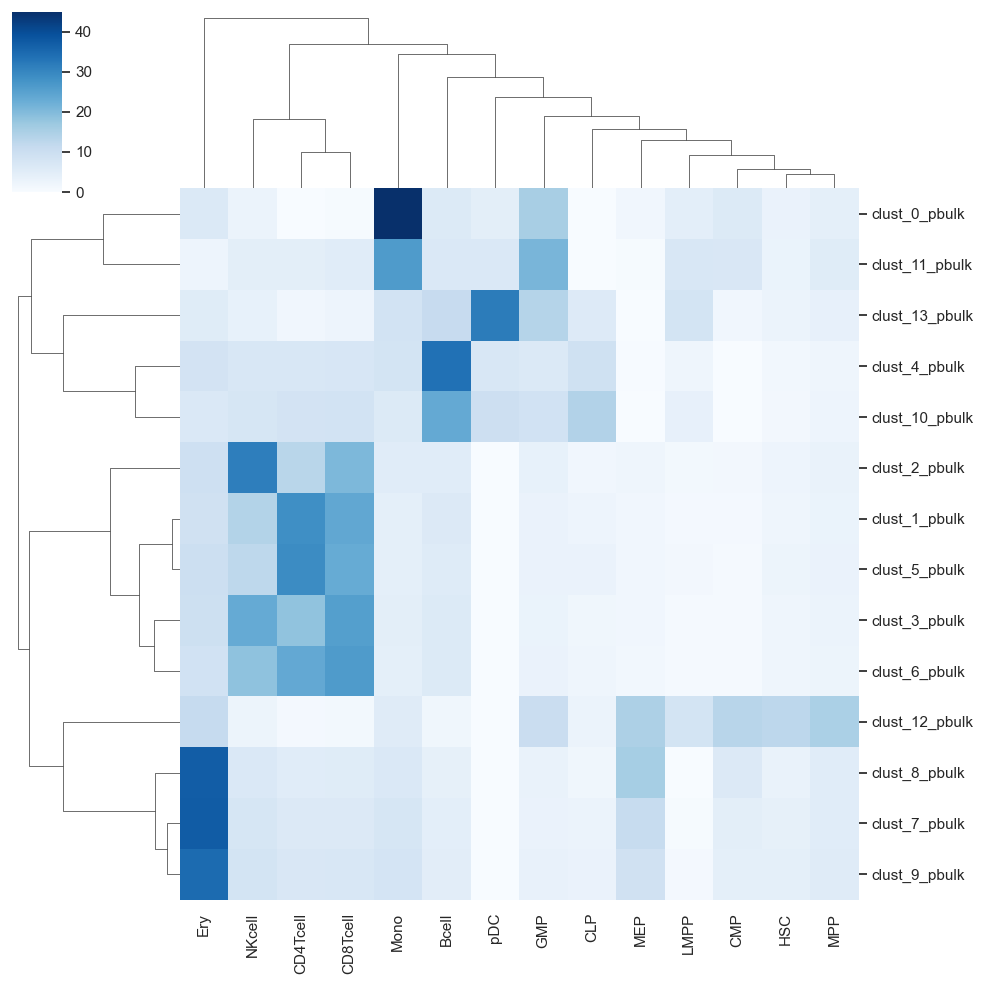 40
30
20
10
0
clust_0_pbulk
clust_11_pbulk
clust_13_pbulk
clust_4_pbulk
clust_10_pbulk
clust_2_pbulk
clust_1_pbulk
clust_5_pbulk
clust_3_pbulk
clust_6_pbulk
clust_12_pbulk
clust_8_pbulk
clust_7_pbulk
clust_9_pbulk
Ery
NKcell
CD4Tcell
CD8Tcell
Mono
Bcell
pDC
GMP
CLP
MEP
LMPP
CMP
HSC
MPP